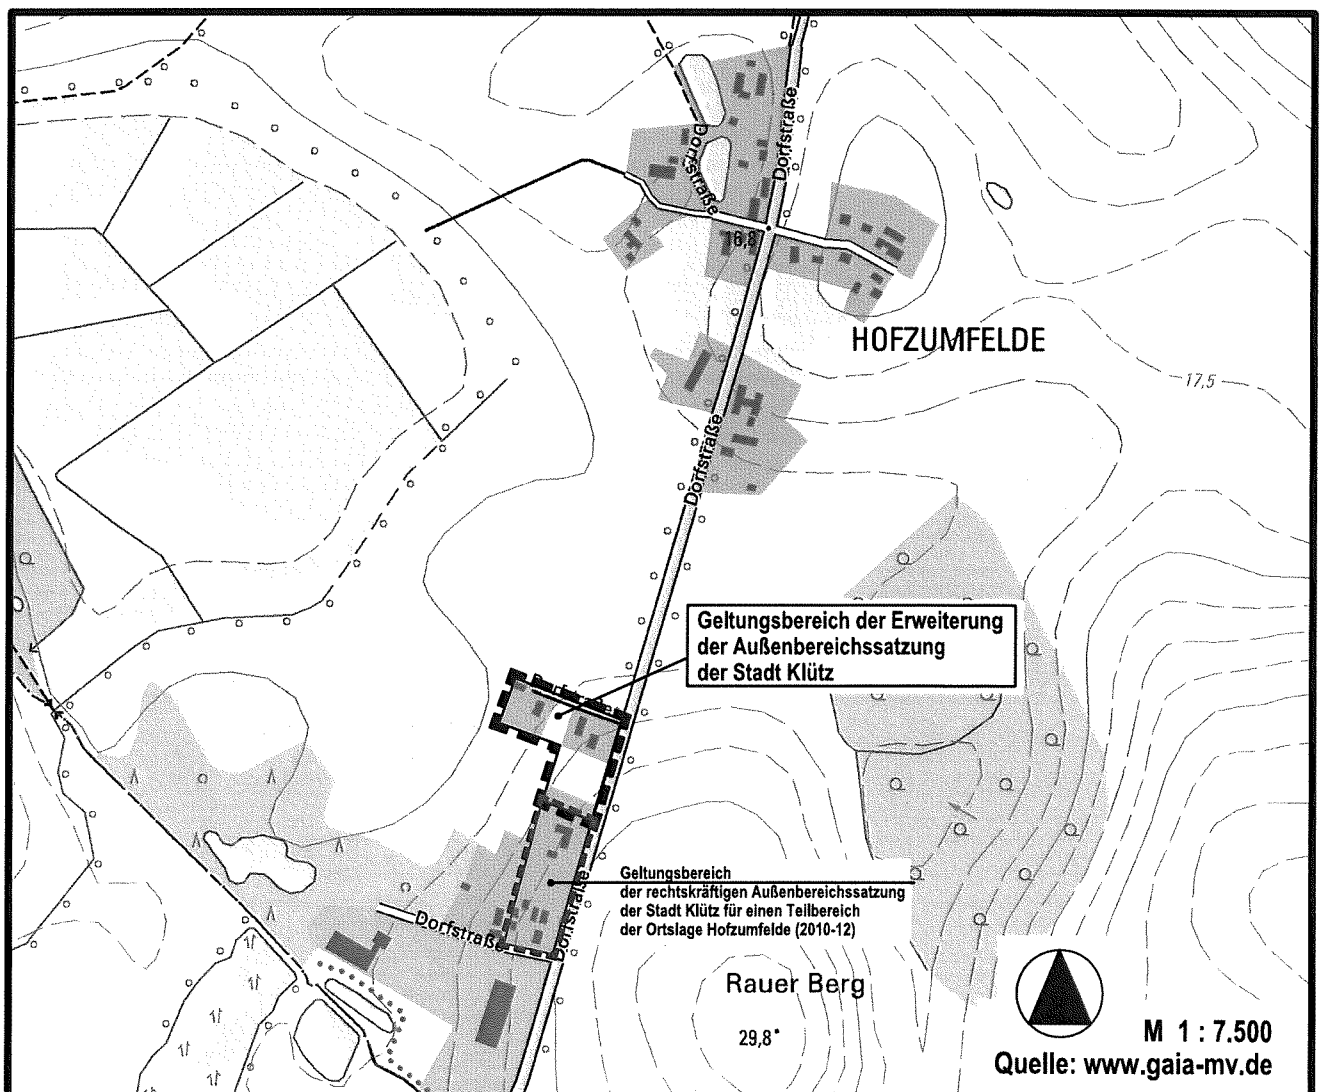 Dorfstraße
Dorfstraße
16,8
HOFZUMFELDE
17,5
Dorfstraße
Geltungsbereich der Erweiterung
der Außenbereichssatzung
der Stadt Klütz
Geltungsbereich
der rechtskräftigen Außenbereichssatzung
der Stadt Klütz für einen Teilbereich
der Ortslage Hofzumfelde (2010-12)
Dorfstraße
Dorfstraße
Rauer Berg
29,8
M 1 : 7.500
Quelle: www.gaia-mv.de